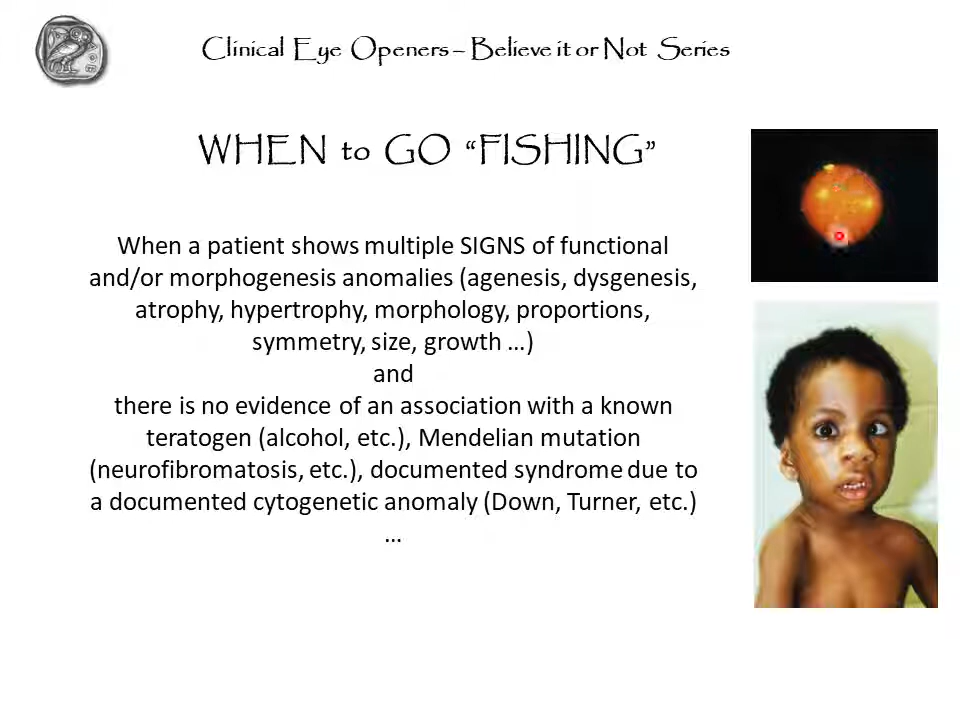 Clinical Eye Openers – Believe it or Not Series
WHEN to GO “FISHING”
When a patient shows multiple SIGNS of functional
and/or morphogenesis anomalies (agenesis, dysgenesis,
atrophy, hypertrophy, morphology, proportions,
symmetry, size, growth …)
and
there is no evidence of an association with a known
teratogen (alcohol, etc.), Mendelian mutation
(neurofibromatosis, etc.), documented syndrome due to
a documented cytogenetic anomaly (Down, Turner, etc.)
…